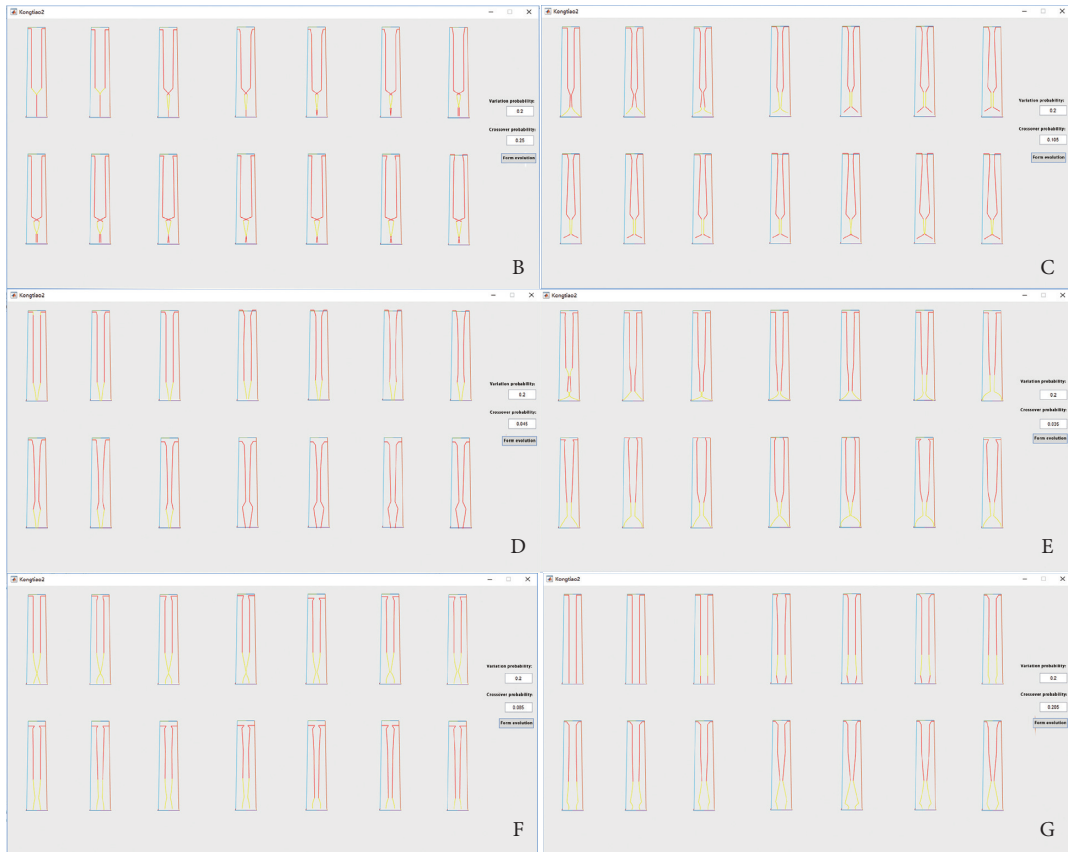 Kongtiao2
Variation probability:
0.2
Crossover probability:
0.25
Form evolution
B
Kongtiao2
Variation probability:
0.2
Crossover probability:
0.165
Form evolution
C
Kongtiao2
Variation probability:
0.2
Crossover probability:
0.045
Form evolution
D
Kongtiao2
Variation probability:
0.2
Crossover probability:
0.035
Form evolution
E
Kongtiao2
Variation probability:
0.2
Crossover probability:
0.085
Form evolution
F
Kongtiao2
Variation probability:
0.2
Crossover probability:
0.205
Form evolution
G